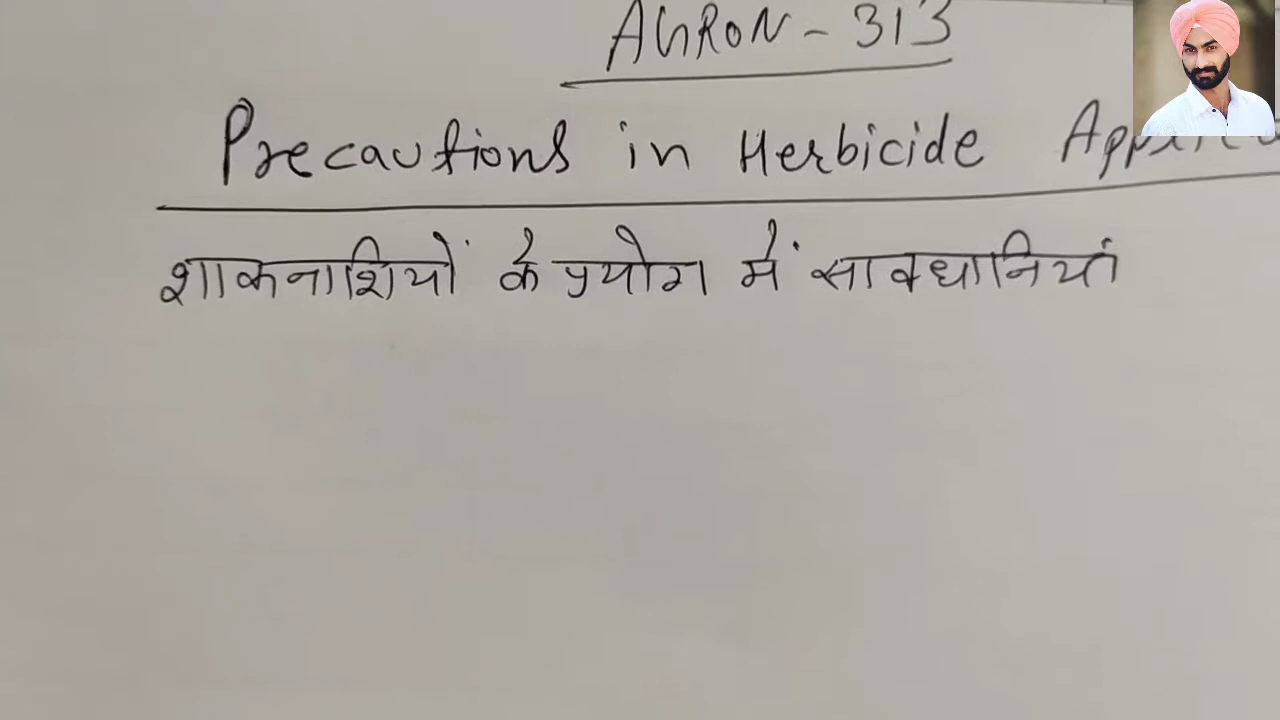 AGRON - 313
Precautions in Herbicide
शाकनाशियों के प्रयोग में सावधानियां